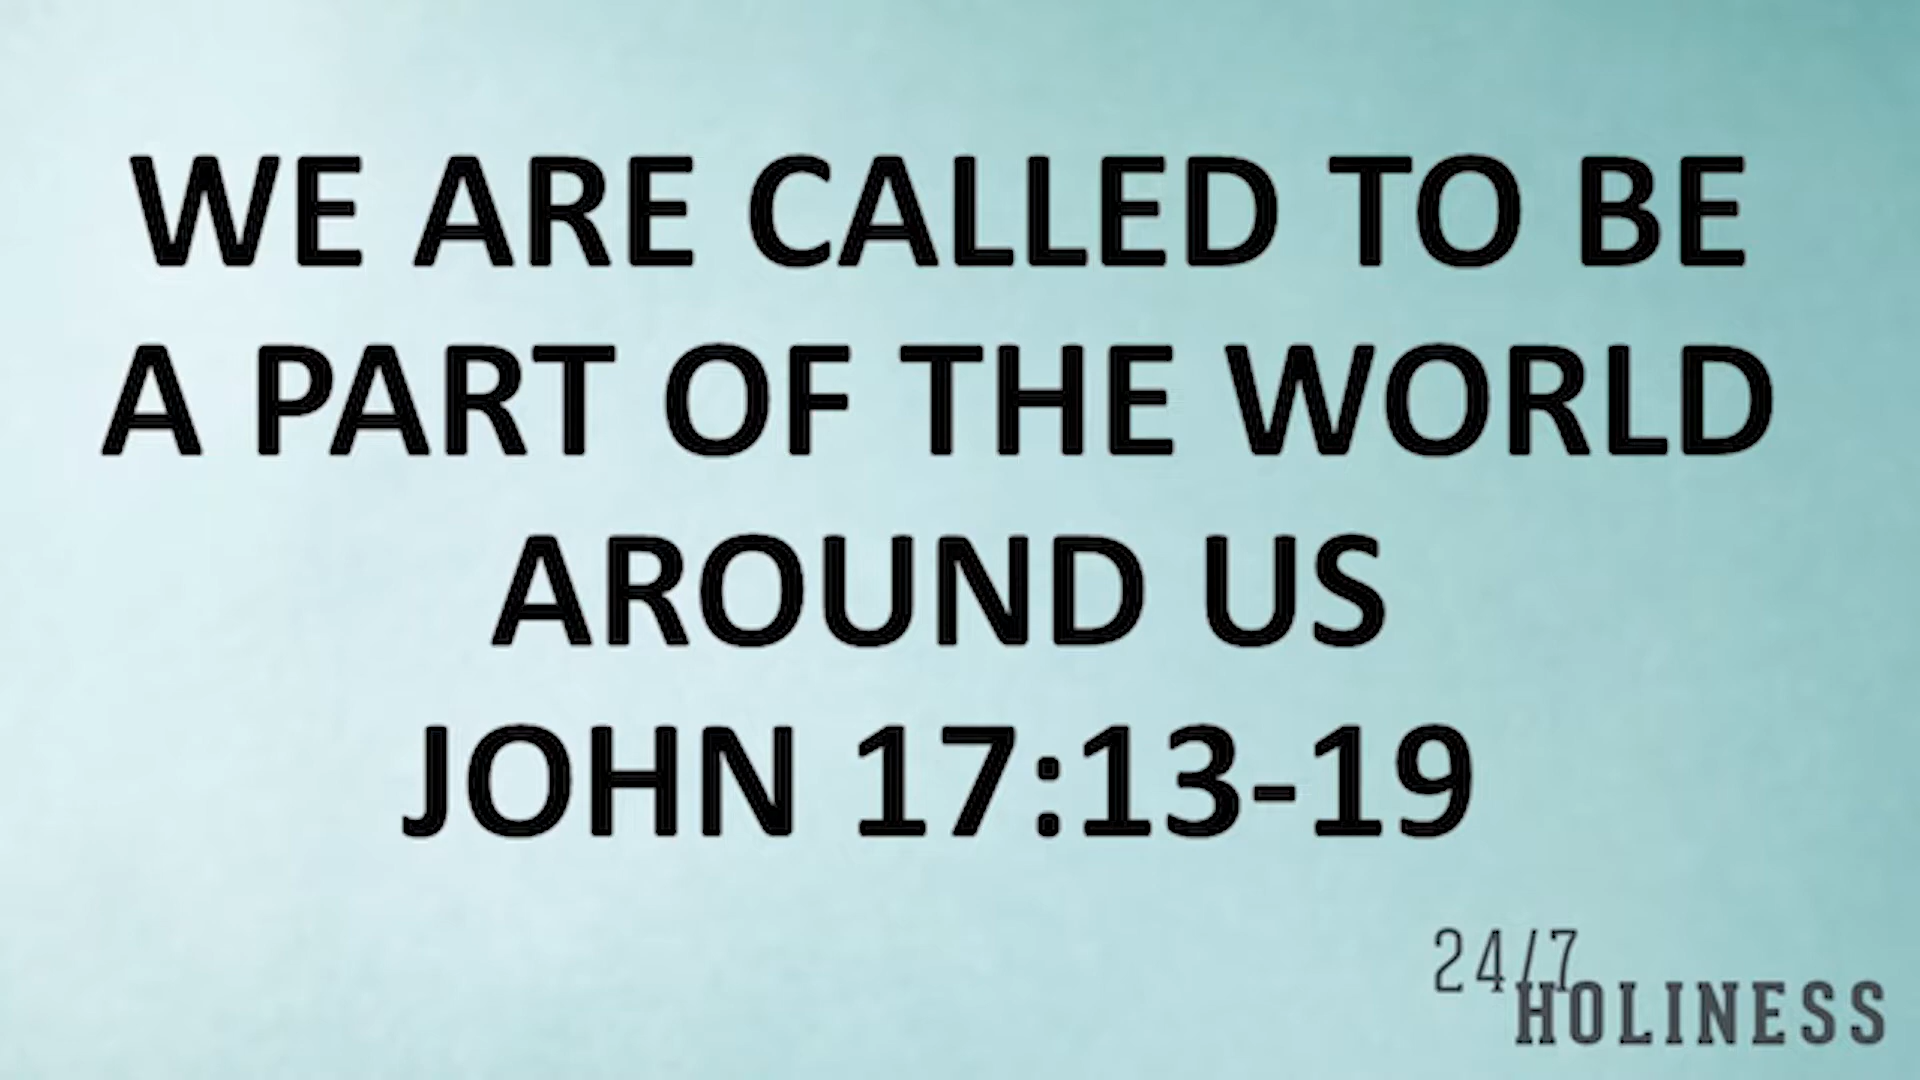 WE ARE CALLED TO BE
A PART OF THE WORLD
AROUND US
JOHN 17:13-19
24/7
HOLINESS